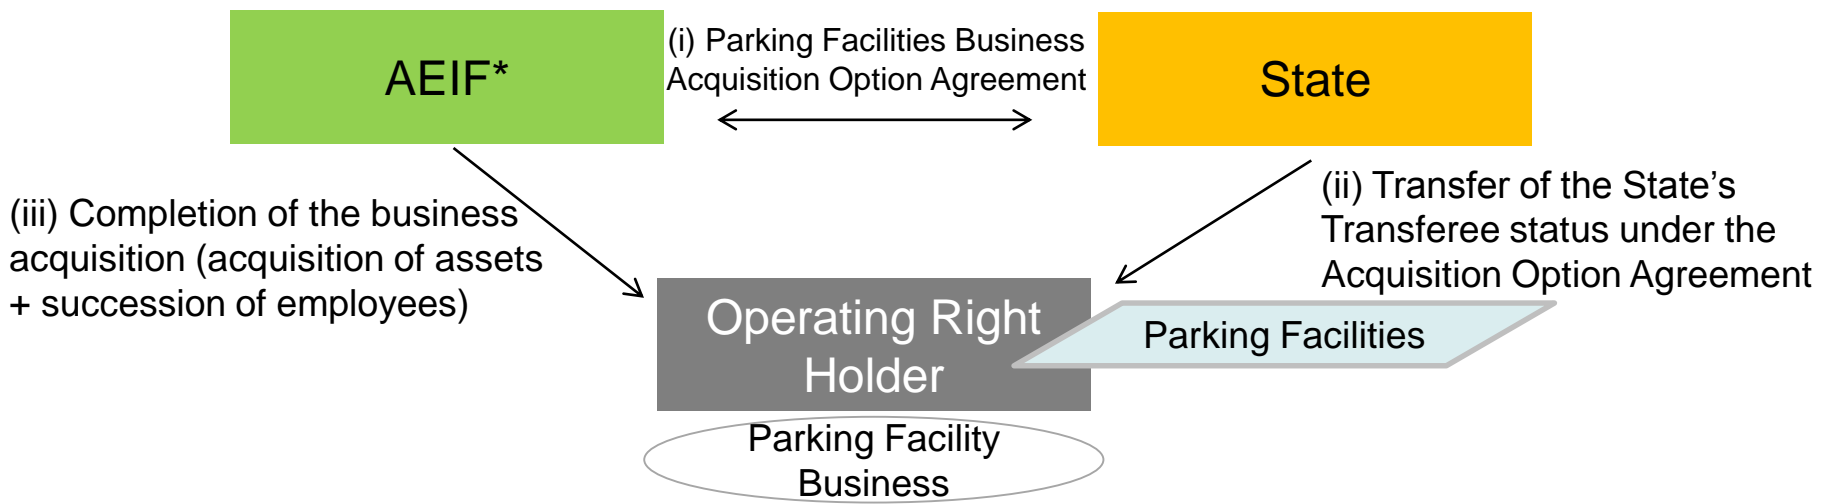 AEIF*
(i) Parking Facilities Business
Acquisition Option Agreement
State
(iii) Completion of the business
acquisition (acquisition of assets
+ succession of employees)
(ii) Transfer of the State’s
Transferee status under the
Acquisition Option Agreement
Operating Right
Holder
Parking Facilities
Parking Facility
Business